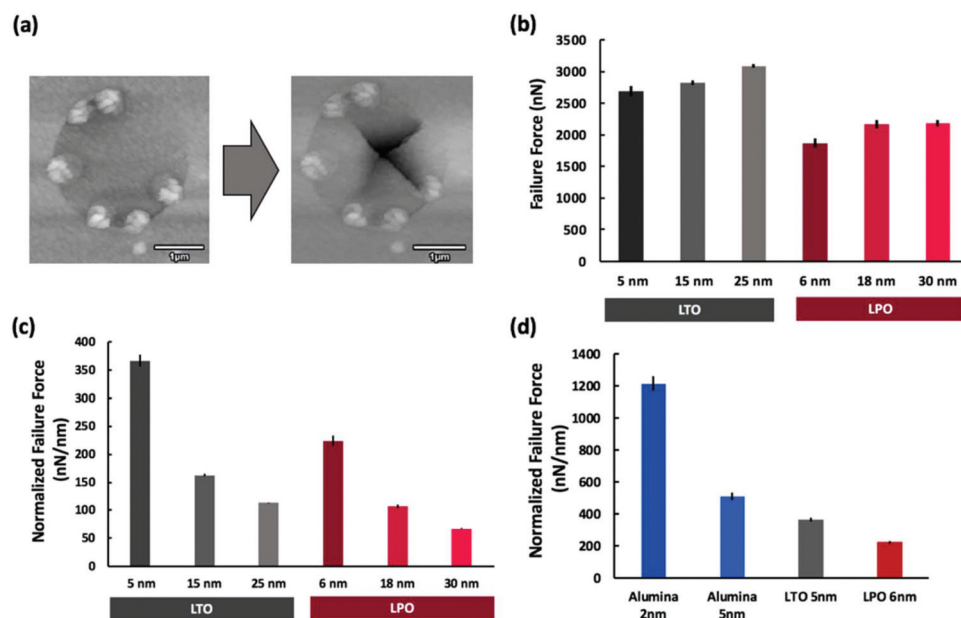 (a)
1µm
1µm
(b)
Failure Force (nN)
3500
3000
2500
2000
1500
1000
500
0
5 nm 15 nm 25 nm 6 nm 18 nm 30 nm
LTO LPO
(c)
Normalized Failure Force
(nN/nm)
400
350
300
250
200
150
100
50
0
5 nm 15 nm 25 nm 6 nm 18 nm 30 nm
LTO LPO
(d)
Normalized Failure Force
(nN/nm)
1400
1200
1000
800
600
400
200
0
Alumina Alumina LTO 5nm LPO 6nm
2nm 5nm